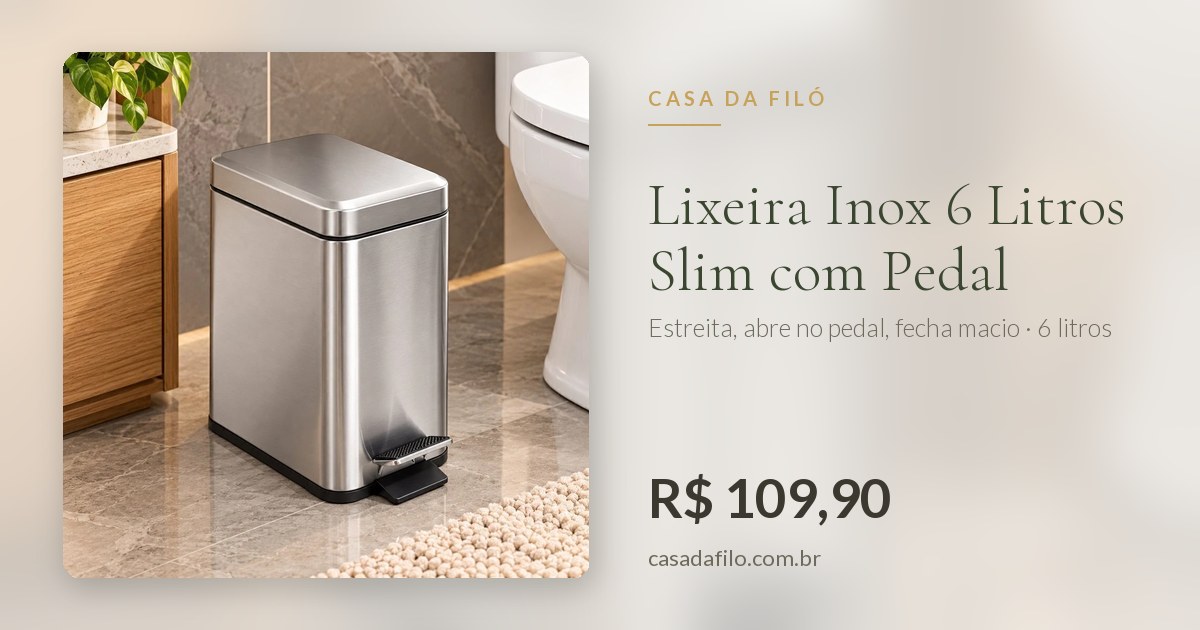 CASA DA FILÓ
Lixeira Inox 6 Litros
Slim com Pedal
Estreita, abre no pedal, fecha macio · 6 litros
R$ 109,90
casadafilo.com.br